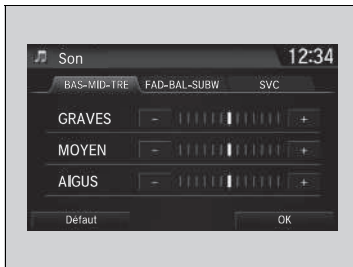 Son 12:34
BAS-MID-TRE FAD-BAL-SUBW SVC
GRAVES - +
MOYEN - +
AIGUS - +
Défaut OK